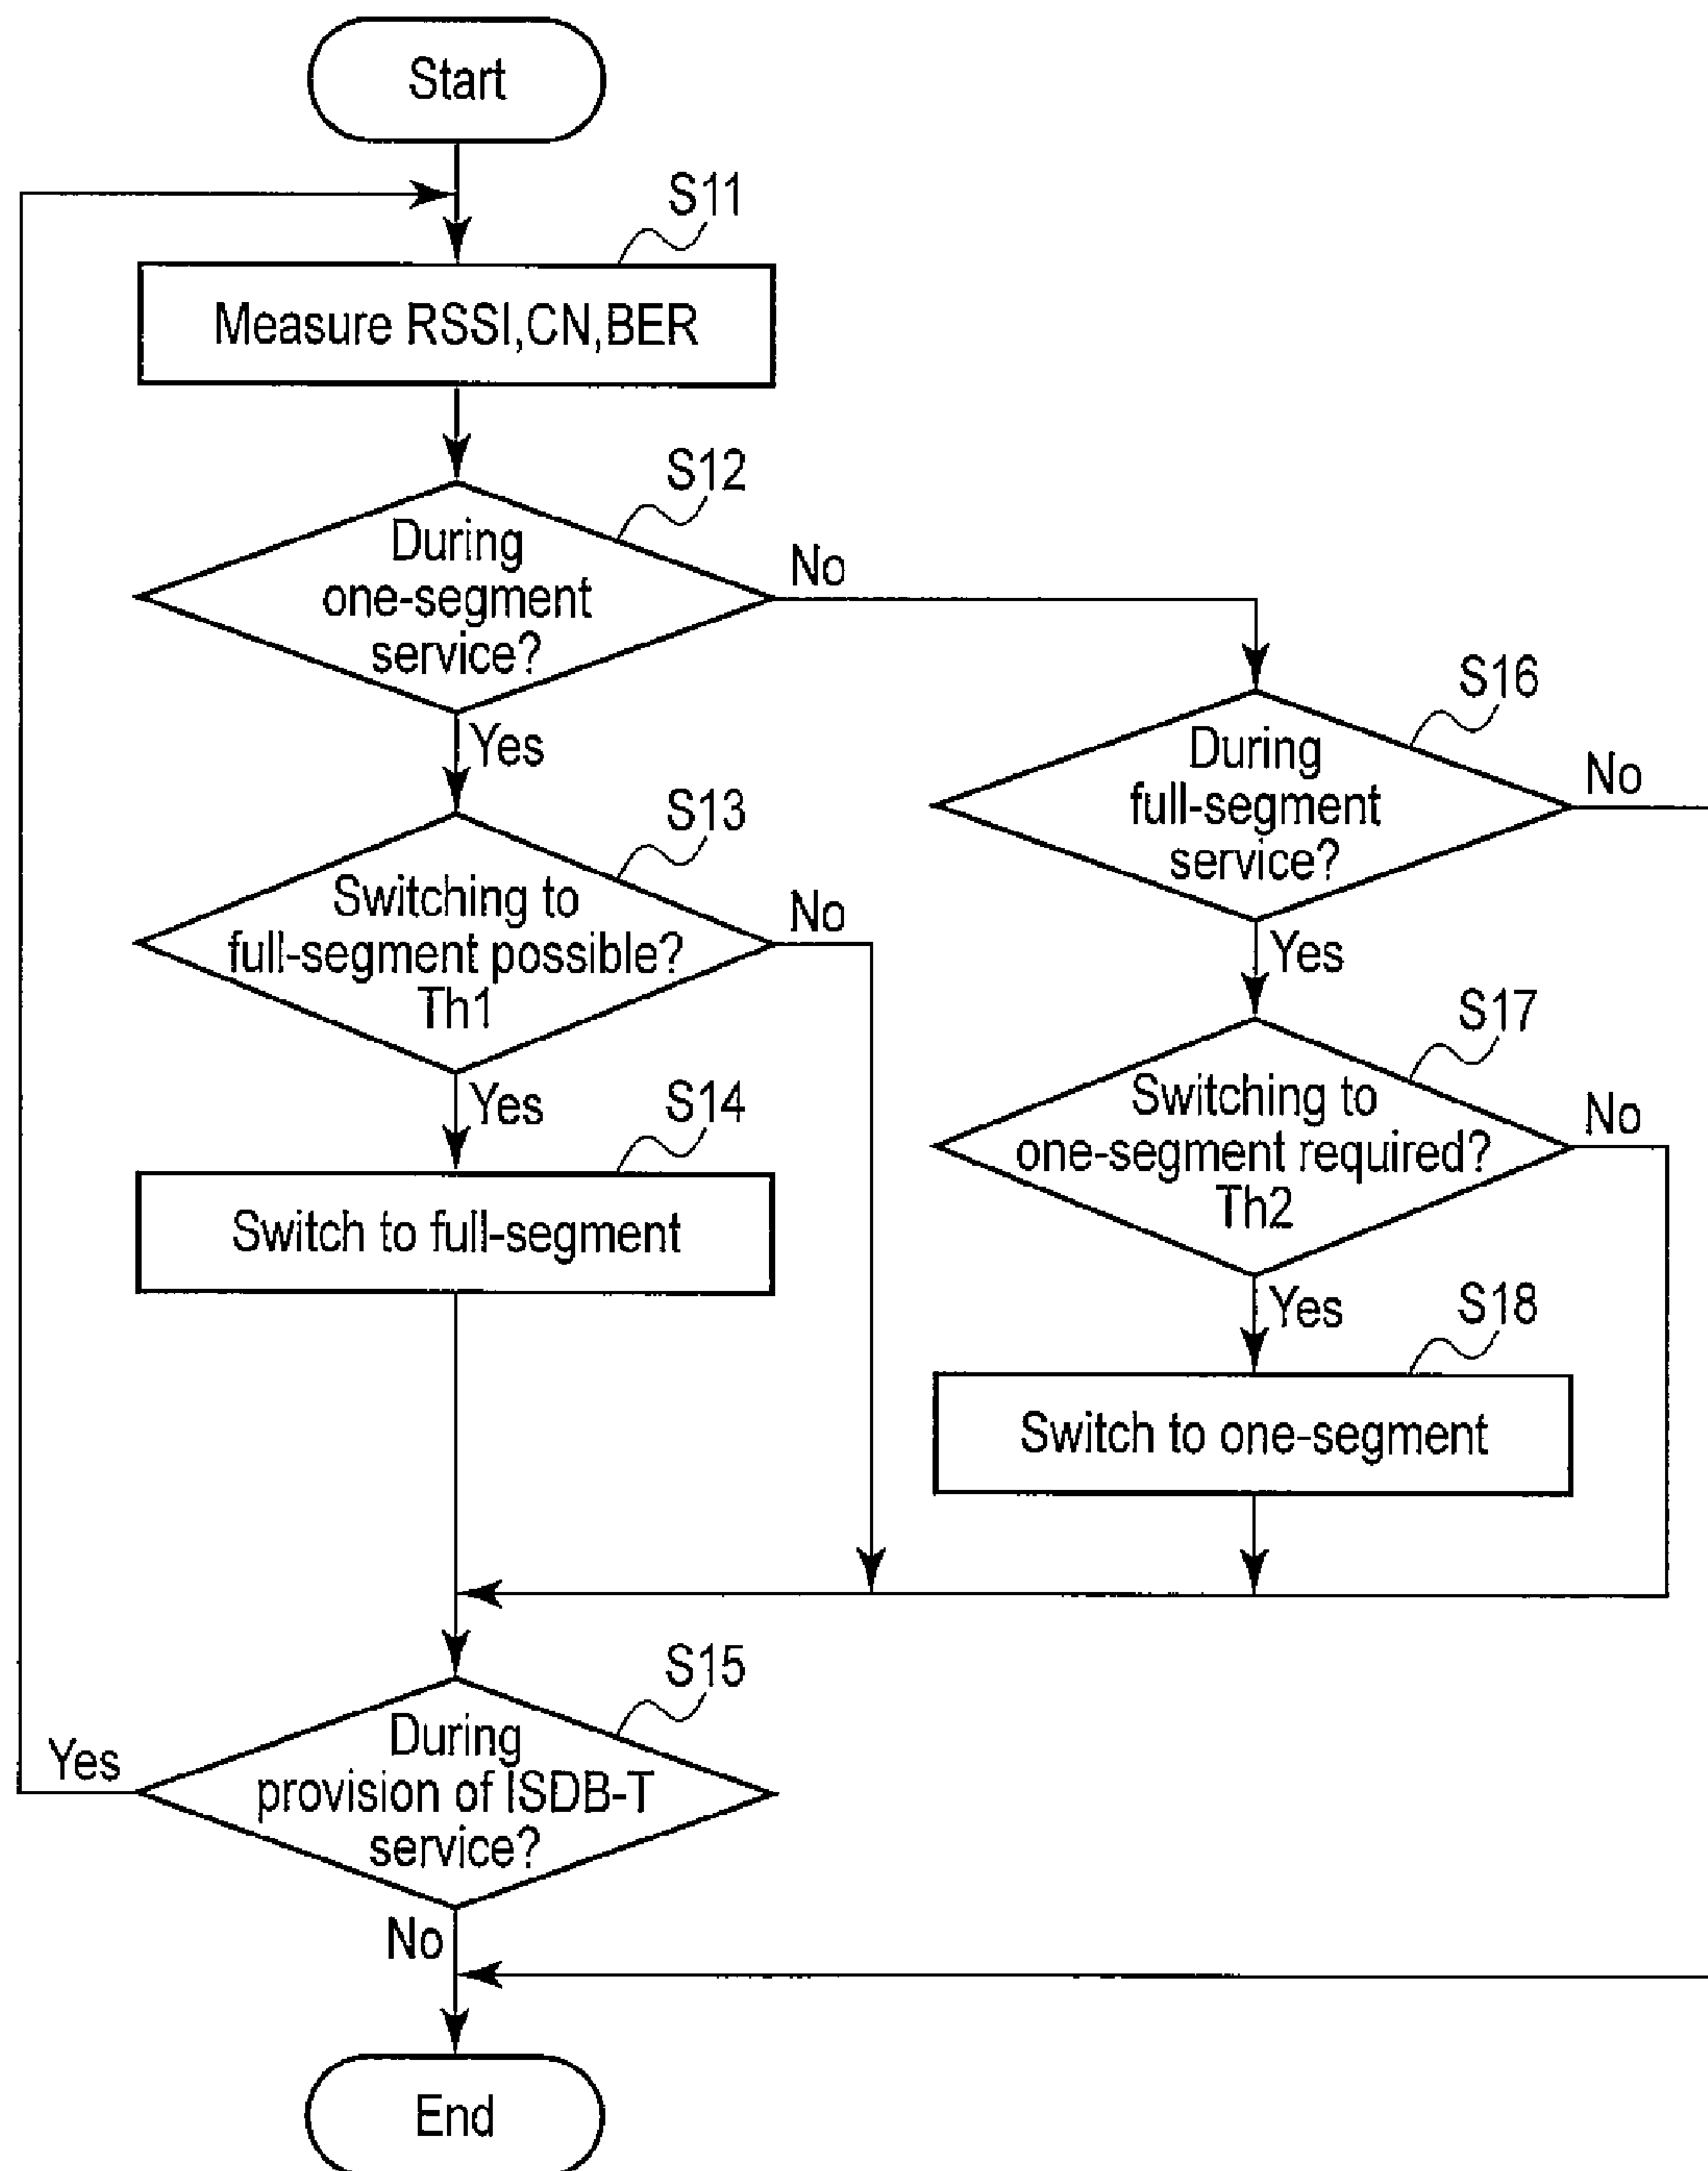 Start
S11
Measure RSSI,CN,BER
S12
During
one-segment
service?
No
Yes
S16
During
full-segment
service?
No
Yes
S13
Switching to
full-segment possible?
Th1
No
Yes
S17
Switching to
one-segment required?
Th2
No
Yes
S14
Switch to full-segment
S18
Switch to one-segment
S15
During
provision of ISDB-T
service?
Yes
No
End